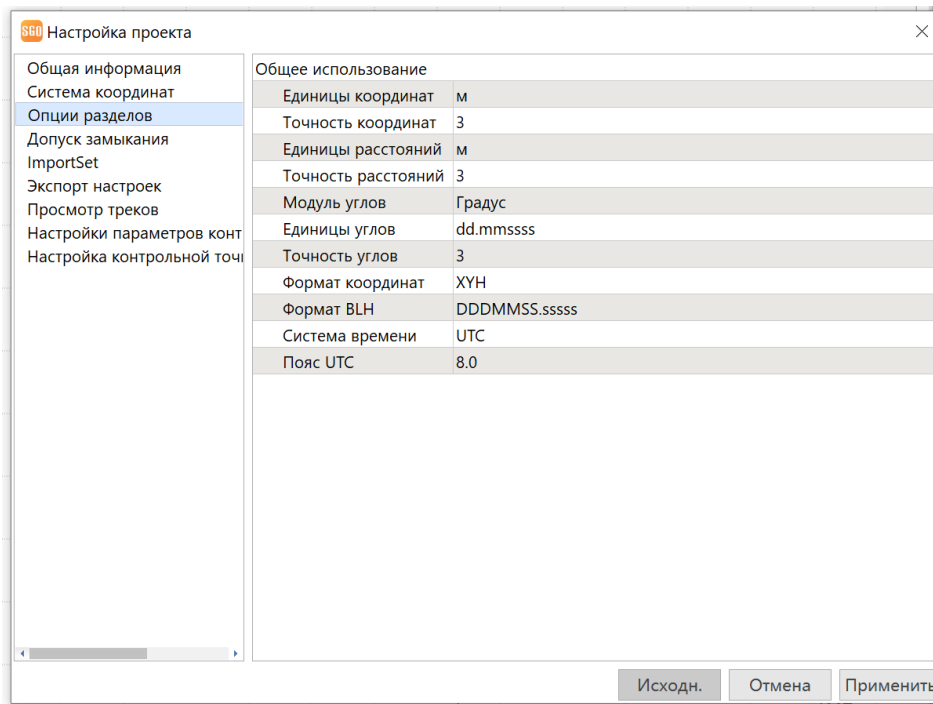 SGO Настройка проекта
Общая информация
Система координат
Опции разделов
Допуск замыкания
ImportSet
Экспорт настроек
Просмотр треков
Настройки параметров конт
Настройка контрольной точ
Общее использование
Единицы координат м
Точность координат 3
Единицы расстояний м
Точность расстояний 3
Модуль углов Градус
Единицы углов dd.mmssss
Точность углов 3
Формат координат XYH
Формат BLH DDDMMSS.sssss
Система времени UTC
Пояс UTC 8.0
Исходн. Отмена Применить